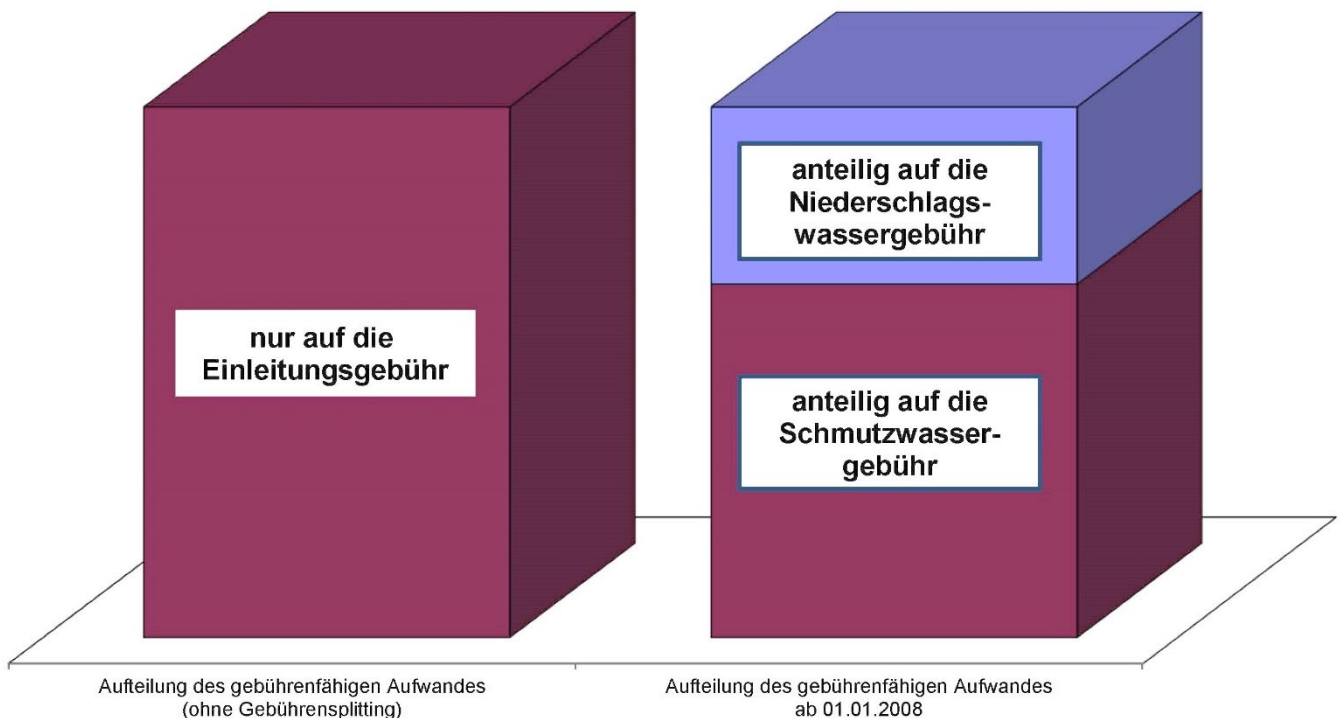 nur auf die
Einleitungsgebühr
anteilig auf die
Niederschlags-
wassergebühr
anteilig auf die
Schmutzwasser-
gebühr
Aufteilung des gebührenfähigen Aufwandes
(ohne Gebührensplitting)
Aufteilung des gebührenfähigen Aufwandes
ab 01.01.2008